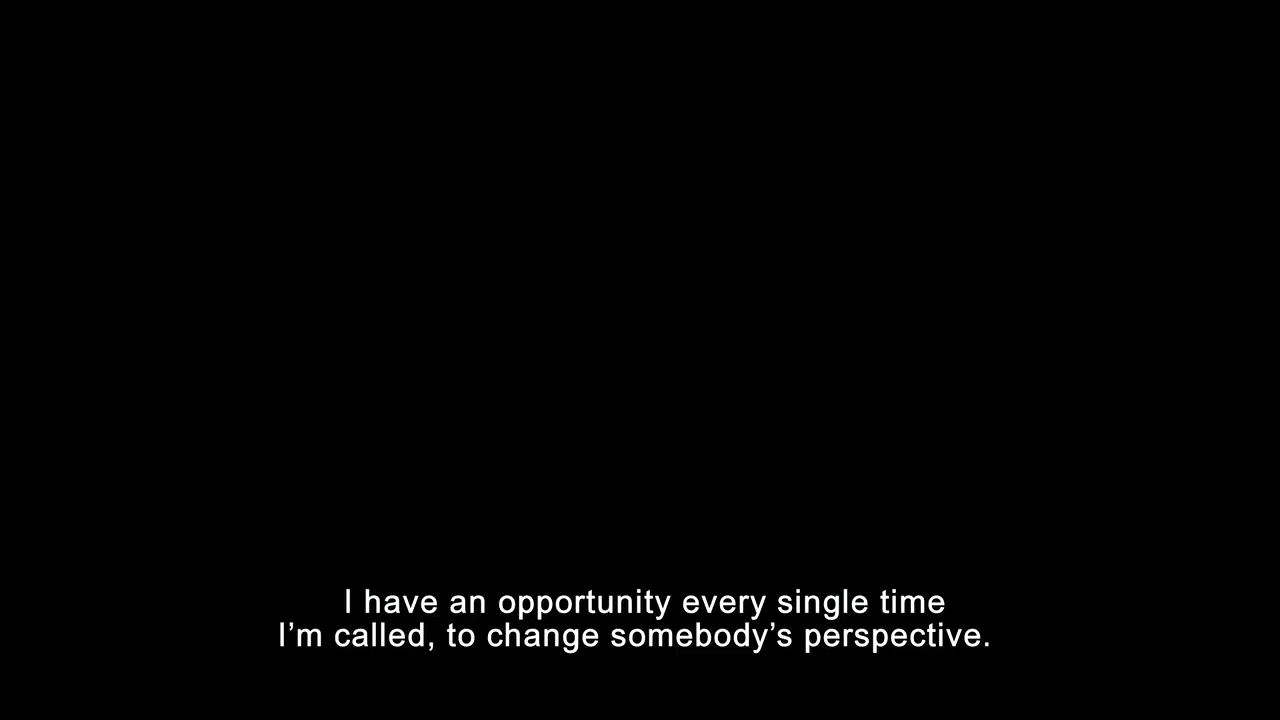 I have an opportunity every single time
I’m called, to change somebody’s perspective.